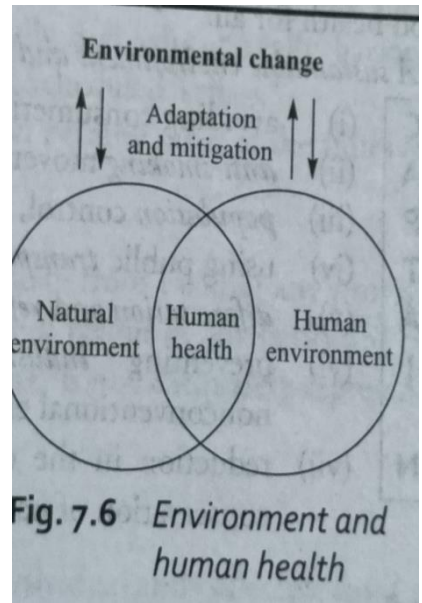 Environmental change
Adaptation
and mitigation
Natural
environment
Human
health
Human
environment
Fig. 7.6 Environment and
human health